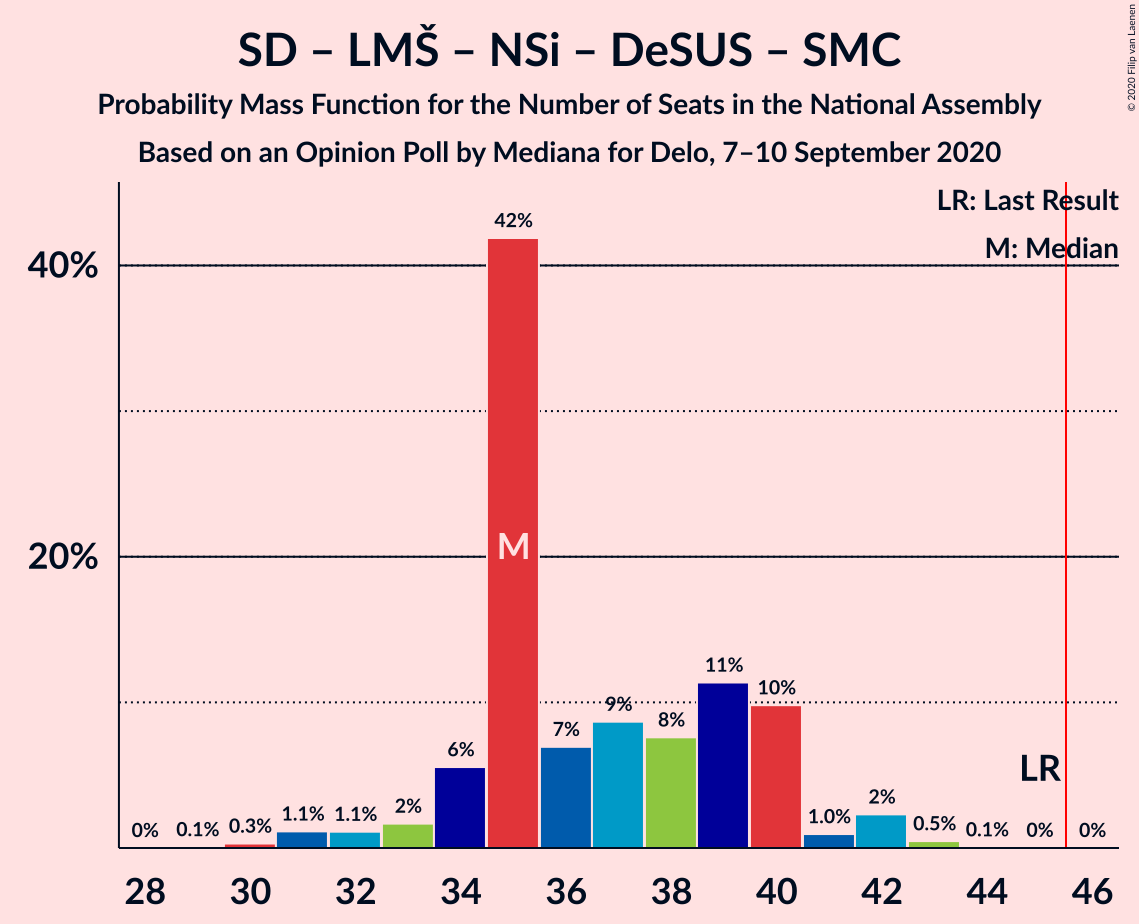 SD – LMŠ – NSi – DeSUS – SMC
Probability Mass Function for the Number of Seats in the National Assembly
Based on an Opinion Poll by Mediana for Delo, 7–10 September 2020
© 2020 Filip van Laenen
LR: Last Result
M: Median
40%
20%
0%
0.1%
0.3%
1.1%
1.1%
2%
6%
42%
M
7%
9%
8%
11%
10%
1.0%
2%
0.5%
0.1%
0%
0%
LR
28 30 32 34 36 38 40 42 44 46